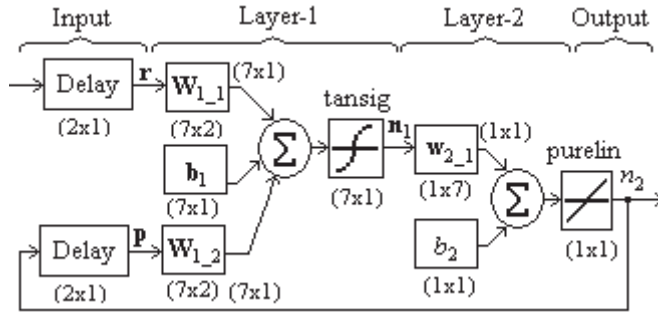 Input Layer-1 Layer-2 Output
Delay r W1_1 (7x1) tansig n1 (1x1) purelin n2
(2x1) (7x2) Σ w2_1
b1 (7x1) (1x7) Σ
(7x1) b2 (1x1)
Delay p W1_2 (1x1)
(2x1) (7x2) (7x1)